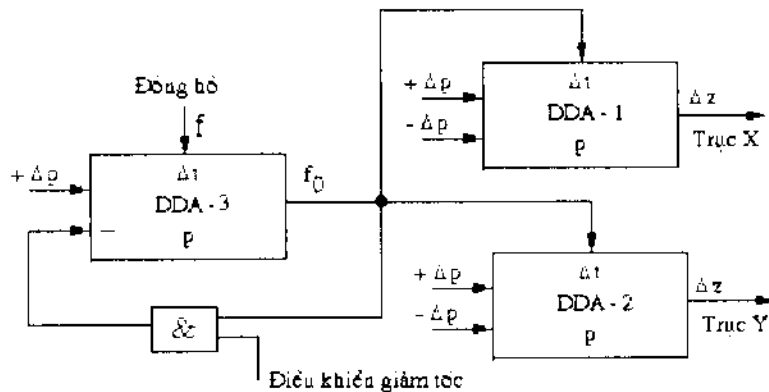 Đồng hồ
f
+ Δp
Δt
DDA - 3
p
–
f₀
&
Điều khiển giảm tốc
+ Δp
- Δp
Δt
DDA - 1
p
Δz
Trục X
+ Δp
- Δp
Δt
DDA - 2
p
Δz
Trục Y